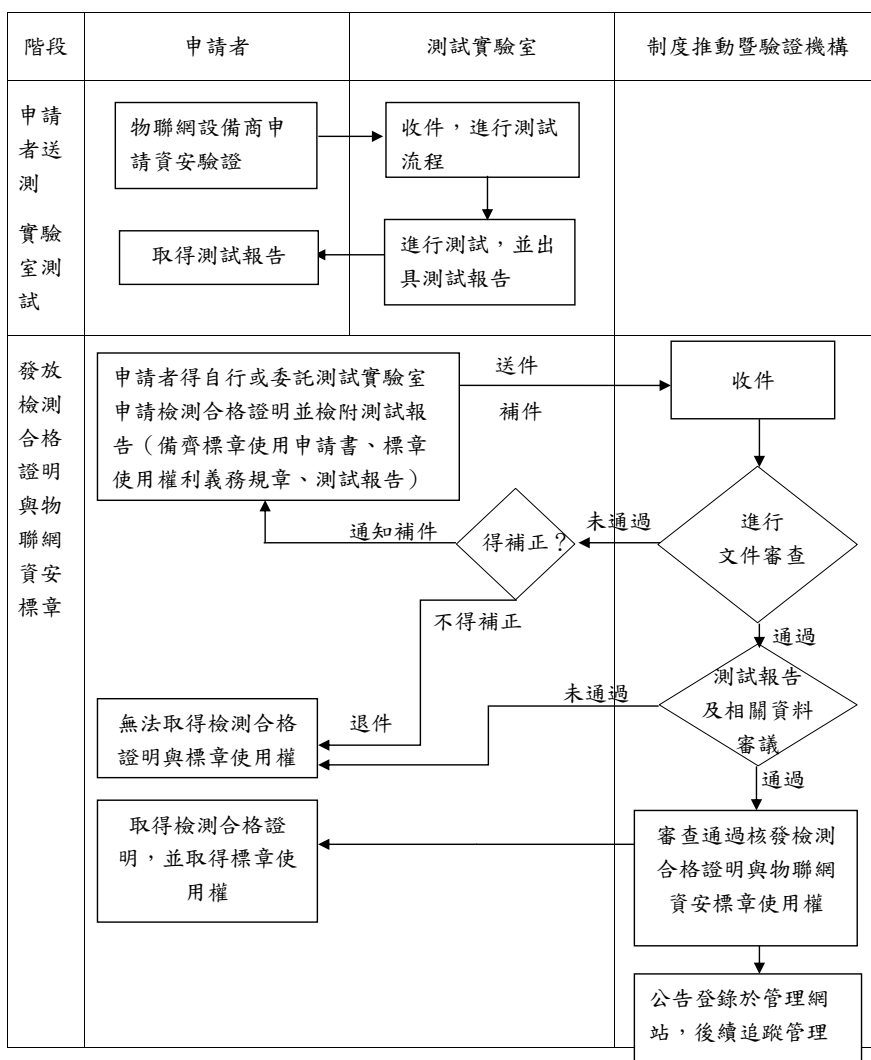 階段
申請者
測試實驗室
制度推動暨驗證機構
申請
者送
測
物聯網設備商申
請資安驗證
收件，進行測試
流程
實驗
室測
試
取得測試報告
進行測試，並出
具測試報告
發放
檢測
合格
證明
與物
聯網
資安
標章
申請者得自行或委託測試實驗室
申請檢測合格證明並檢附測試報
告（備齊標章使用申請書、標章
使用權利義務規章、測試報告）
送件
補件
收件
通知補件
得補正？
未通過
進行
文件審查
不得補正
通過
未通過
測試報告
及相關資料
審議
無法取得檢測合格
證明與標章使用權
退件
通過
取得檢測合格證
明，並取得標章使
用權
審查通過核發檢測
合格證明與物聯網
資安標章使用權
公告登錄於管理網
站，後續追蹤管理